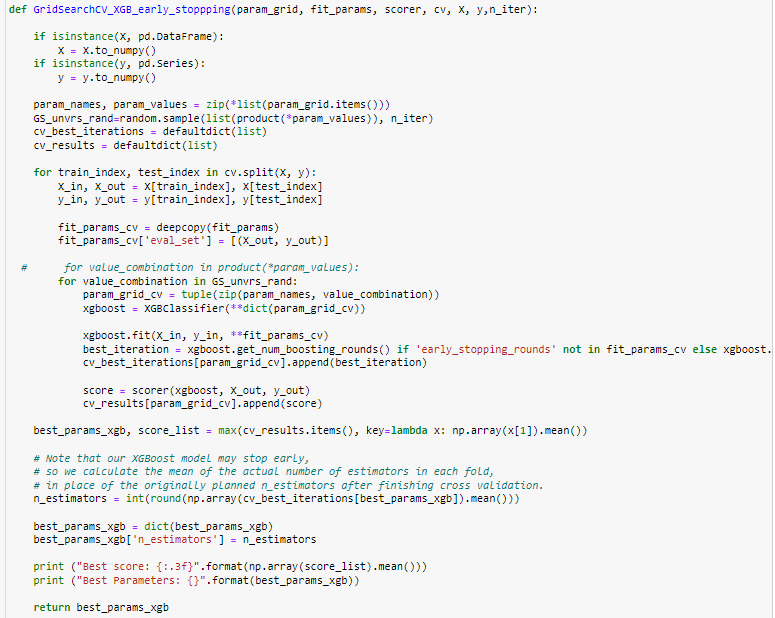 def GridSearchCV_XGB_early_stoppping(param_grid, fit_params, scorer, cv, X, y,n_iter):
    if isinstance(X, pd.DataFrame):
        X = X.to_numpy()
    if isinstance(y, pd.Series):
        y = y.to_numpy()
    param_names, param_values = zip(*list(param_grid.items()))
    GS_unvrs_rand=random.sample(list(product(*param_values)), n_iter)
    cv_best_iterations = defaultdict(list)
    cv_results = defaultdict(list)
    for train_index, test_index in cv.split(X, y):
        X_in, X_out = X[train_index], X[test_index]
        y_in, y_out = y[train_index], y[test_index]
        fit_params_cv = deepcopy(fit_params)
        fit_params_cv['eval_set'] = [(X_out, y_out)]
  #      for value_combination in product(*param_values):
        for value_combination in GS_unvrs_rand:
            param_grid_cv = tuple(zip(param_names, value_combination))
            xgboost = XGBClassifier(**dict(param_grid_cv))
            xgboost.fit(X_in, y_in, **fit_params_cv)
            best_iteration = xgboost.get_num_boosting_rounds() if 'early_stopping_rounds' not in fit_params_cv else xgboost.
            cv_best_iterations[param_grid_cv].append(best_iteration)
            score = scorer(xgboost, X_out, y_out)
            cv_results[param_grid_cv].append(score)
    best_params_xgb, score_list = max(cv_results.items(), key=lambda x: np.array(x[1]).mean())
    # Note that our XGBoost model may stop early,
    # so we calculate the mean of the actual number of estimators in each fold,
    # in place of the originally planned n_estimators after finishing cross validation.
    n_estimators = int(round(np.array(cv_best_iterations[best_params_xgb]).mean()))
    best_params_xgb = dict(best_params_xgb)
    best_params_xgb['n_estimators'] = n_estimators
    print ("Best score: {:.3f}".format(np.array(score_list).mean()))
    print ("Best Parameters: {}".format(best_params_xgb))
    return best_params_xgb